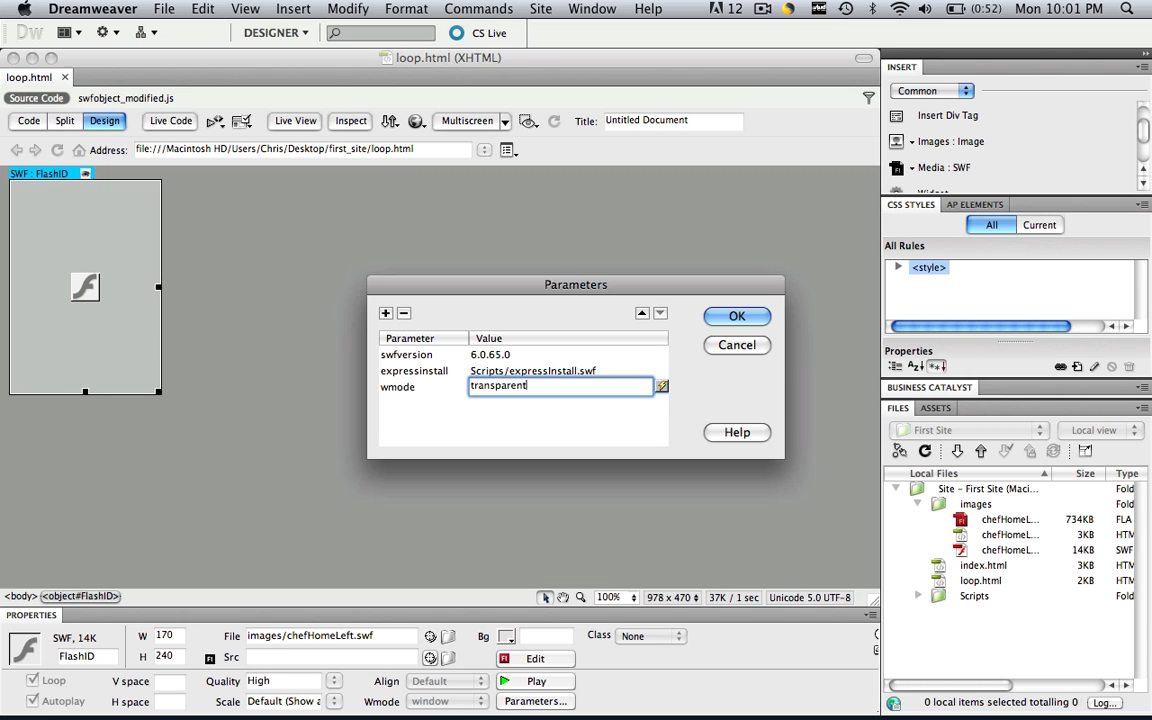 Dreamweaver File Edit View Insert Modify Format Commands Site Window Help 12 (0:52) Mon 10:01 PM
Dw DESIGNER CS Live
loop.html (XHTML)
loop.html
Source Code swfobject_modified.js
Code Split Design Live Code Live View Inspect Multiscreen Title: Untitled Document
Address: file:///Macintosh HD/Users/Chris/Desktop/first_site/loop.html
SWF : FlashID
Parameters
Parameter Value
swfversion 6.0.65.0
expressinstall Scripts/expressInstall.swf
wmode transparent
OK
Cancel
Help
INSERT
Common
Insert Div Tag
Images : Image
Media : SWF
Widget
CSS STYLES AP ELEMENTS
All Current
All Rules
<style>
Properties
BUSINESS CATALYST
FILES ASSETS
First Site Local view
Local Files Size Type
Site – First Site (Maci... Fold
images Fold
chefHomeL... 734KB FLA
chefHomeL... 3KB HTM
chefHomeL... 14KB SWF
index.html 3KB HTM
loop.html 2KB HTM
Scripts Fold
0 local items selected totalling 0 Log...
<body> <object#FlashID> 100% 978 x 470 37K / 1 sec Unicode 5.0 UTF-8
PROPERTIES
SWF, 14K W 170 File images/chefHomeLeft.swf Bg Class None
FlashID H 240 Src Edit
Loop V space Quality High Align Default Play
Autoplay H space Scale Default (Show a Wmode window Parameters...